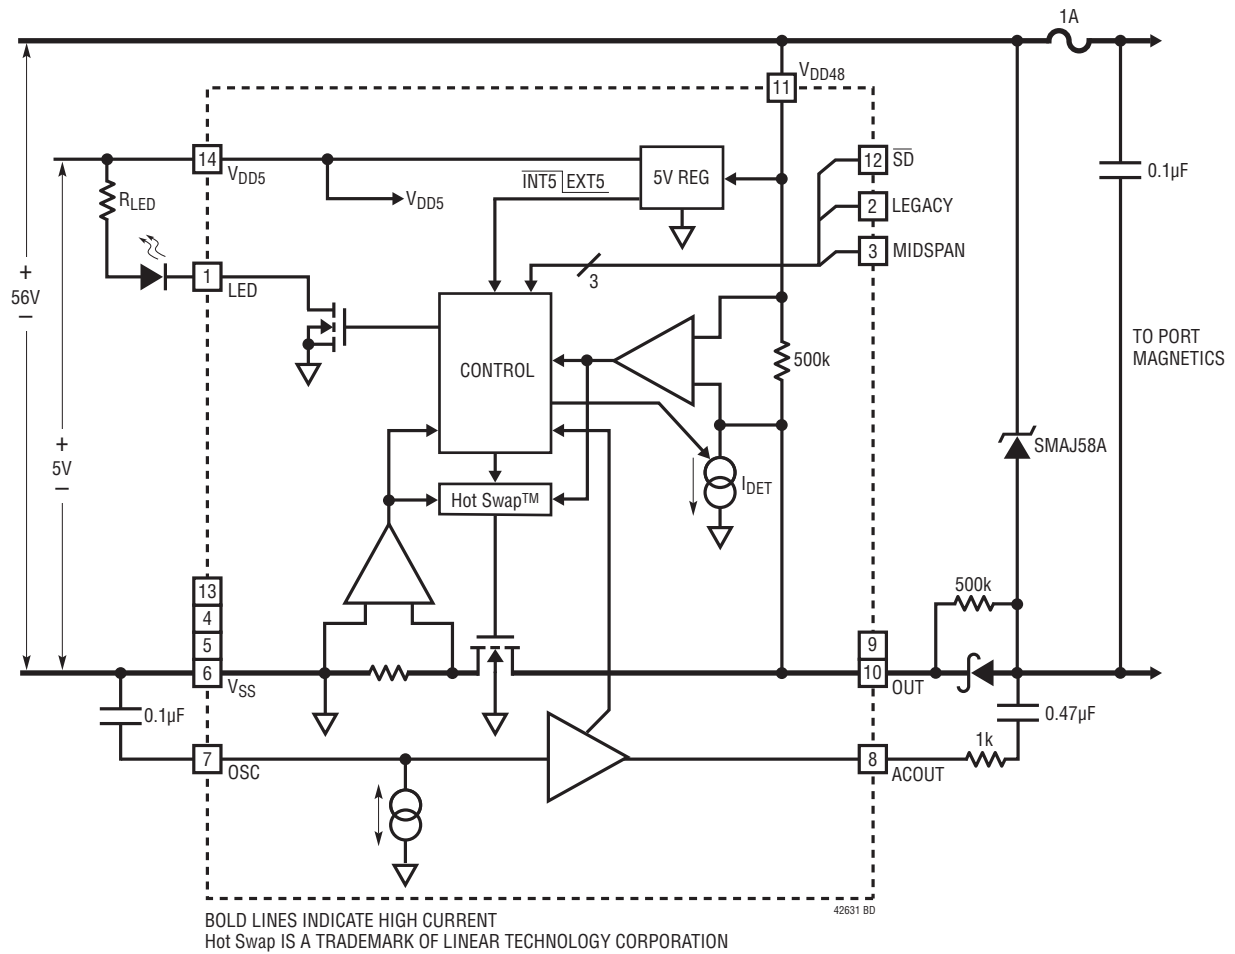 1A
11
VDD48
14
VDD5
VDD5
INT5 EXT5
5V REG
12
SD
2
LEGACY
3
MIDSPAN
0.1µF
RLED
1
LED
3
+
56V
–
CONTROL
500k
TO PORT
MAGNETICS
+
5V
–
SMAJ58A
Hot Swap™
IDET
13
4
5
6
VSS
500k
9
10
OUT
0.1µF
0.47µF
7
OSC
8
ACOUT
1k
42631 BD
BOLD LINES INDICATE HIGH CURRENT
Hot Swap IS A TRADEMARK OF LINEAR TECHNOLOGY CORPORATION